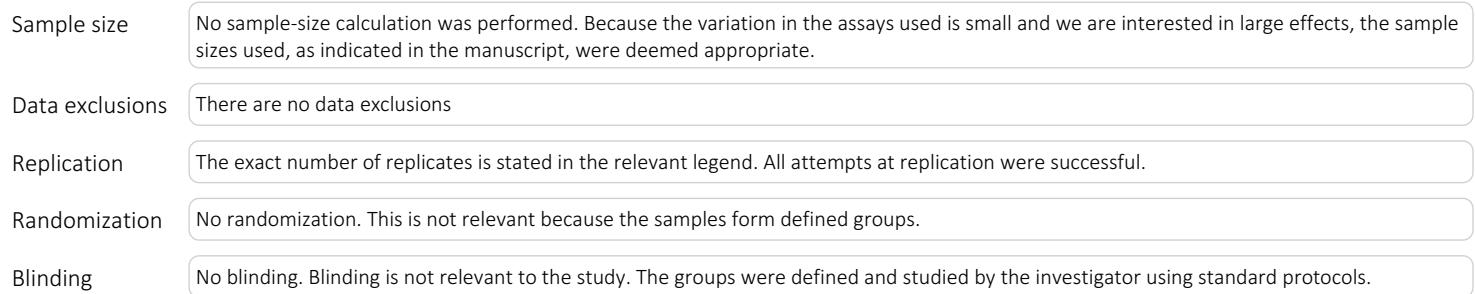 Sample size
No sample-size calculation was performed. Because the variation in the assays used is small and we are interested in large effects, the sample
sizes used, as indicated in the manuscript, were deemed appropriate.
Data exclusions
There are no data exclusions
Replication
The exact number of replicates is stated in the relevant legend. All attempts at replication were successful.
Randomization
No randomization. This is not relevant because the samples form defined groups.
Blinding
No blinding. Blinding is not relevant to the study. The groups were defined and studied by the investigator using standard protocols.